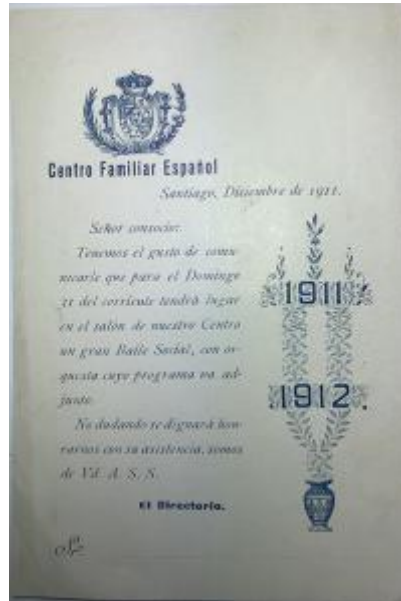 Centro Familiar Español
Santiago, Diciembre de 1911.
Señor consocio:
Tenemos el gusto de comu-
nicarle que para el Domingo
31 del corriente tendrá lugar
en el salón de nuestro Centro
un gran Baile Social, con or-
questa cuyo programa va ad-
junto.
No dudando se dignará hon-
rarnos con su asistencia, somos
de Vd. A. S. S.
El Directorio.
1911
1912.